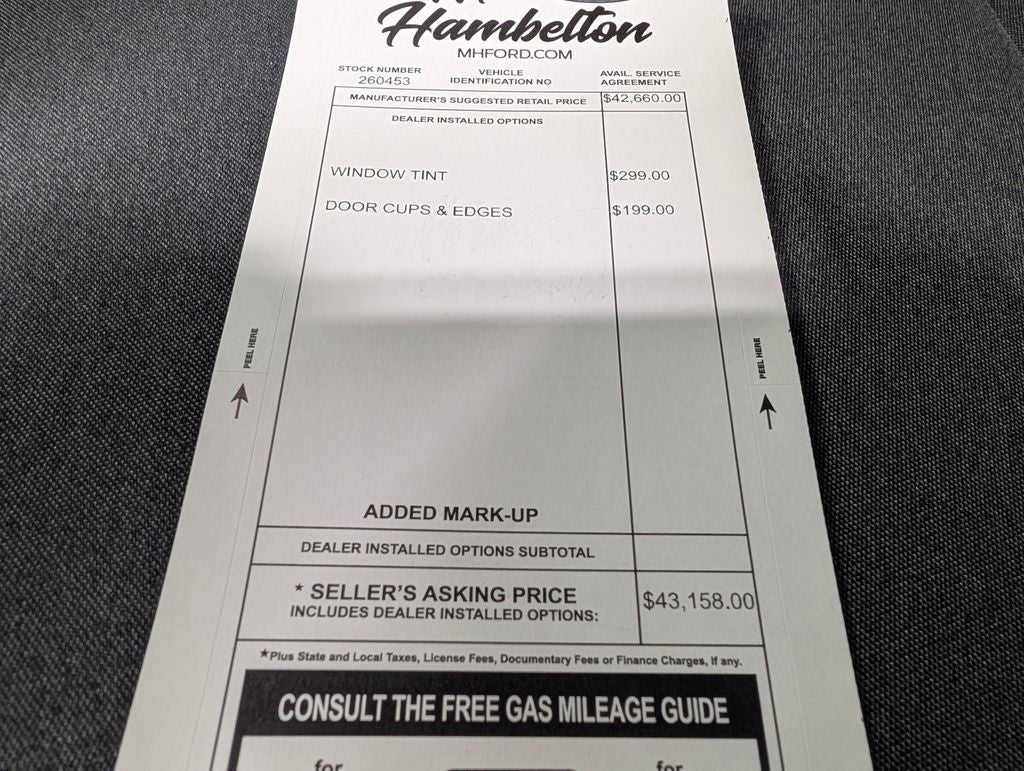 Hambelton
MHFORD.COM
STOCK NUMBER
260453
VEHICLE
IDENTIFICATION NO
AVAIL. SERVICE
AGREEMENT
MANUFACTURER'S SUGGESTED RETAIL PRICE $42,660.00
DEALER INSTALLED OPTIONS
WINDOW TINT $299.00
DOOR CUPS & EDGES $199.00
PEEL HERE
PEEL HERE
ADDED MARK-UP
DEALER INSTALLED OPTIONS SUBTOTAL
* SELLER'S ASKING PRICE
INCLUDES DEALER INSTALLED OPTIONS: $43,158.00
*Plus State and Local Taxes, License Fees, Documentary Fees or Finance Charges, If any.
CONSULT THE FREE GAS MILEAGE GUIDE
for for